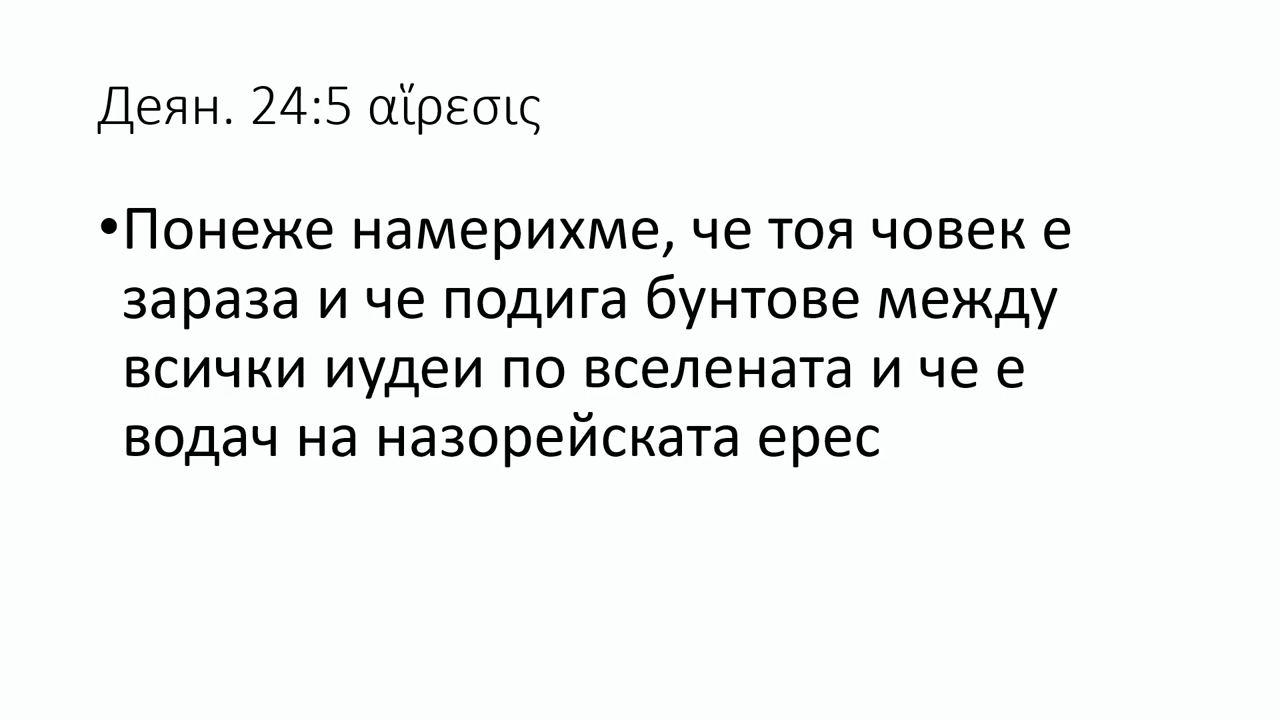 Деян. 24:5 αἵρεσις
•Понеже намерихме, че тоя човек е
зараза и че подига бунтове между
всички иудеи по вселената и че е
водач на назорейската ерес